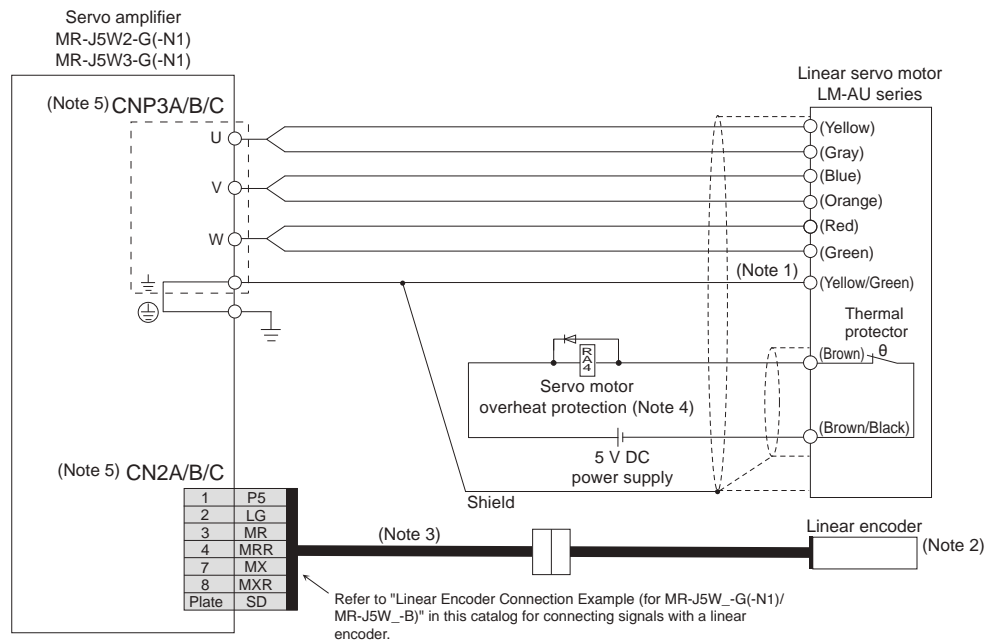 Servo amplifier
MR-J5W2-G(-N1)
MR-J5W3-G(-N1)
Linear servo motor
LM-AU series
(Note 5) CNP3A/B/C
U
V
W
(Yellow)
(Gray)
(Blue)
(Orange)
(Red)
(Green)
(Note 1)
(Yellow/Green)
Thermal
protector
(Brown)
θ
RA4
Servo motor
overheat protection (Note 4)
(Brown/Black)
5 V DC
power supply
Shield
(Note 5) CN2A/B/C
1 P5
2 LG
3 MR
4 MRR
7 MX
8 MXR
Plate SD
(Note 3)
Linear encoder
(Note 2)
Refer to "Linear Encoder Connection Example (for MR-J5W_-G(-N1)/
MR-J5W_-B)" in this catalog for connecting signals with a linear
encoder.